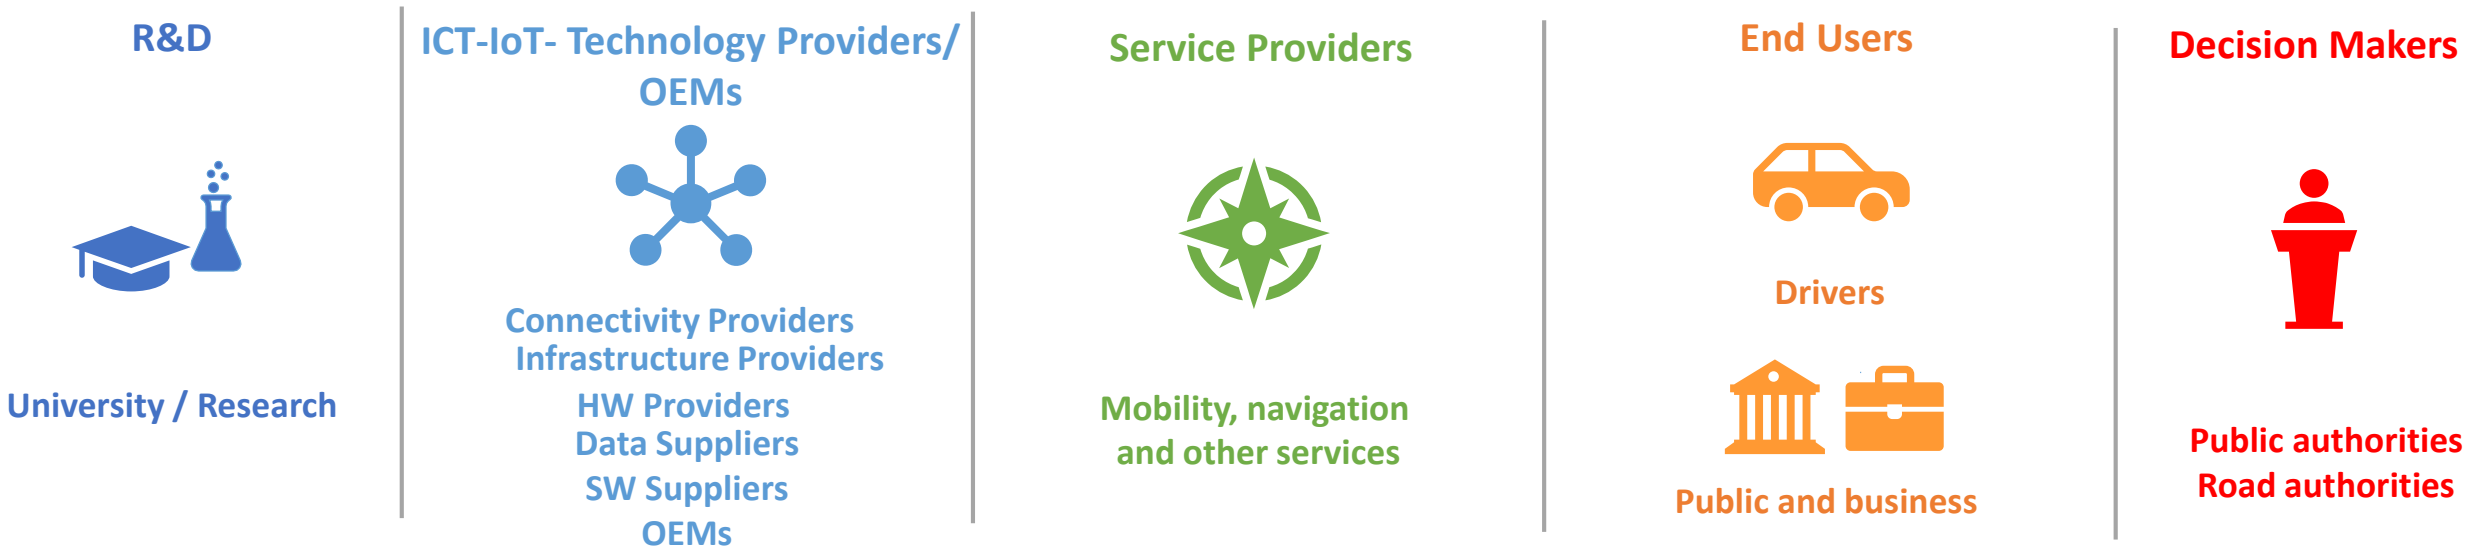 R&D
University / Research
ICT-IoT- Technology Providers/
OEMs
Connectivity Providers
Infrastructure Providers
HW Providers
Data Suppliers
SW Suppliers
OEMs
Service Providers
Mobility, navigation
and other services
End Users
Drivers
Public and business
Decision Makers
Public authorities
Road authorities